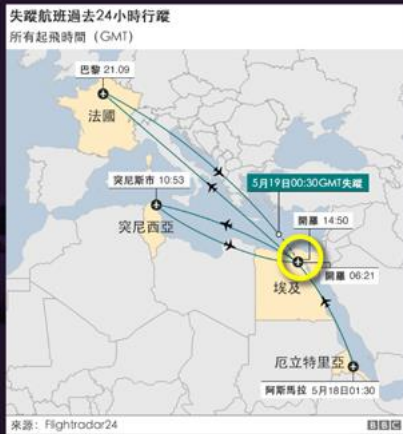 失蹤航班過去24小時行蹤
所有起飛時間（GMT）
巴黎 21.09
法國
突尼斯市 10:53
5月19日00:30GMT失蹤
突尼西亞
開羅 14:50
開羅 06:21
埃及
厄立特里亞
阿斯馬拉 5月18日01:30
來源：Flightradar24
BBC